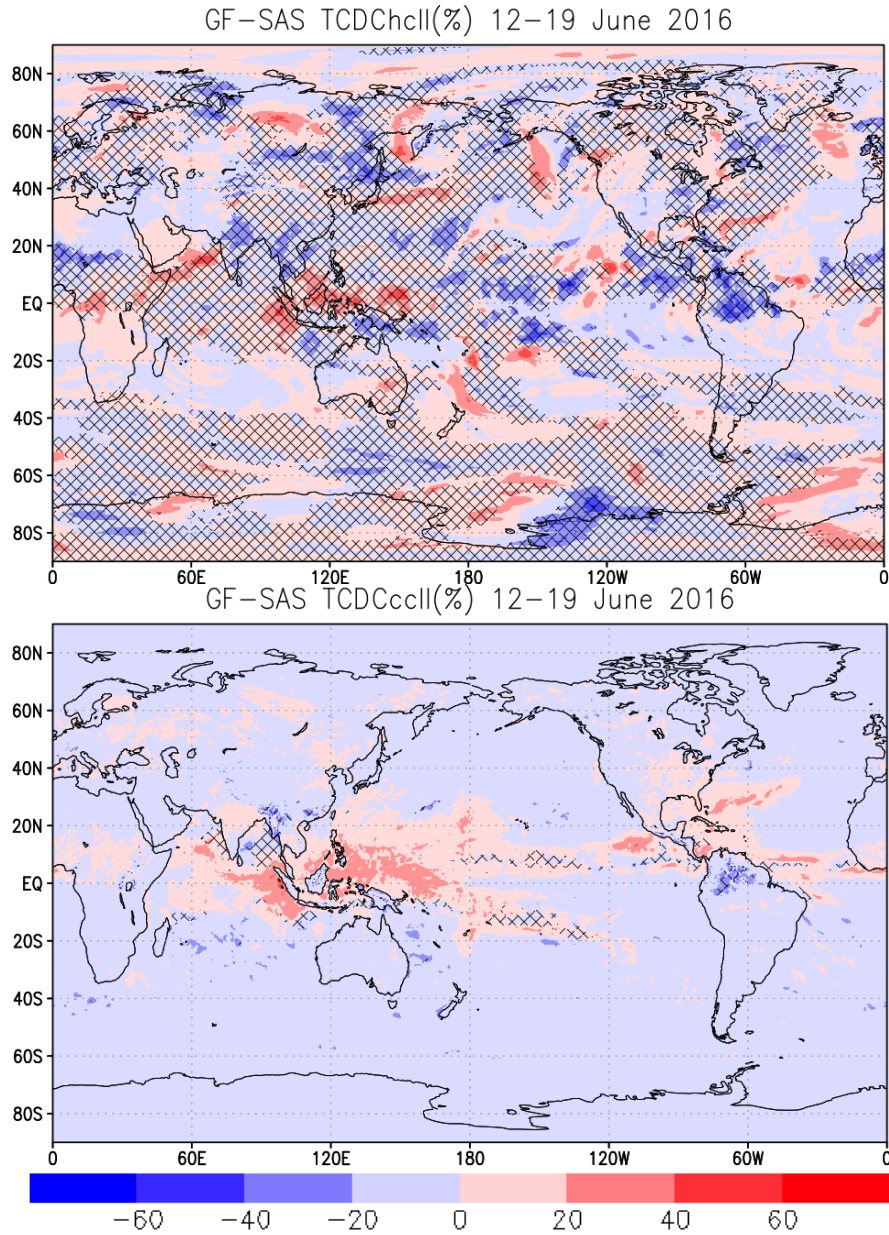 GF-SAS TCDChcll(%) 12-19 June 2016
80N
60N
40N
20N
EQ
20S
40S
60S
80S
0 60E 120E 180 120W 60W 0
GF-SAS TCDCccll(%) 12-19 June 2016
80N
60N
40N
20N
EQ
20S
40S
60S
80S
0 60E 120E 180 120W 60W 0
-60 -40 -20 0 20 40 60